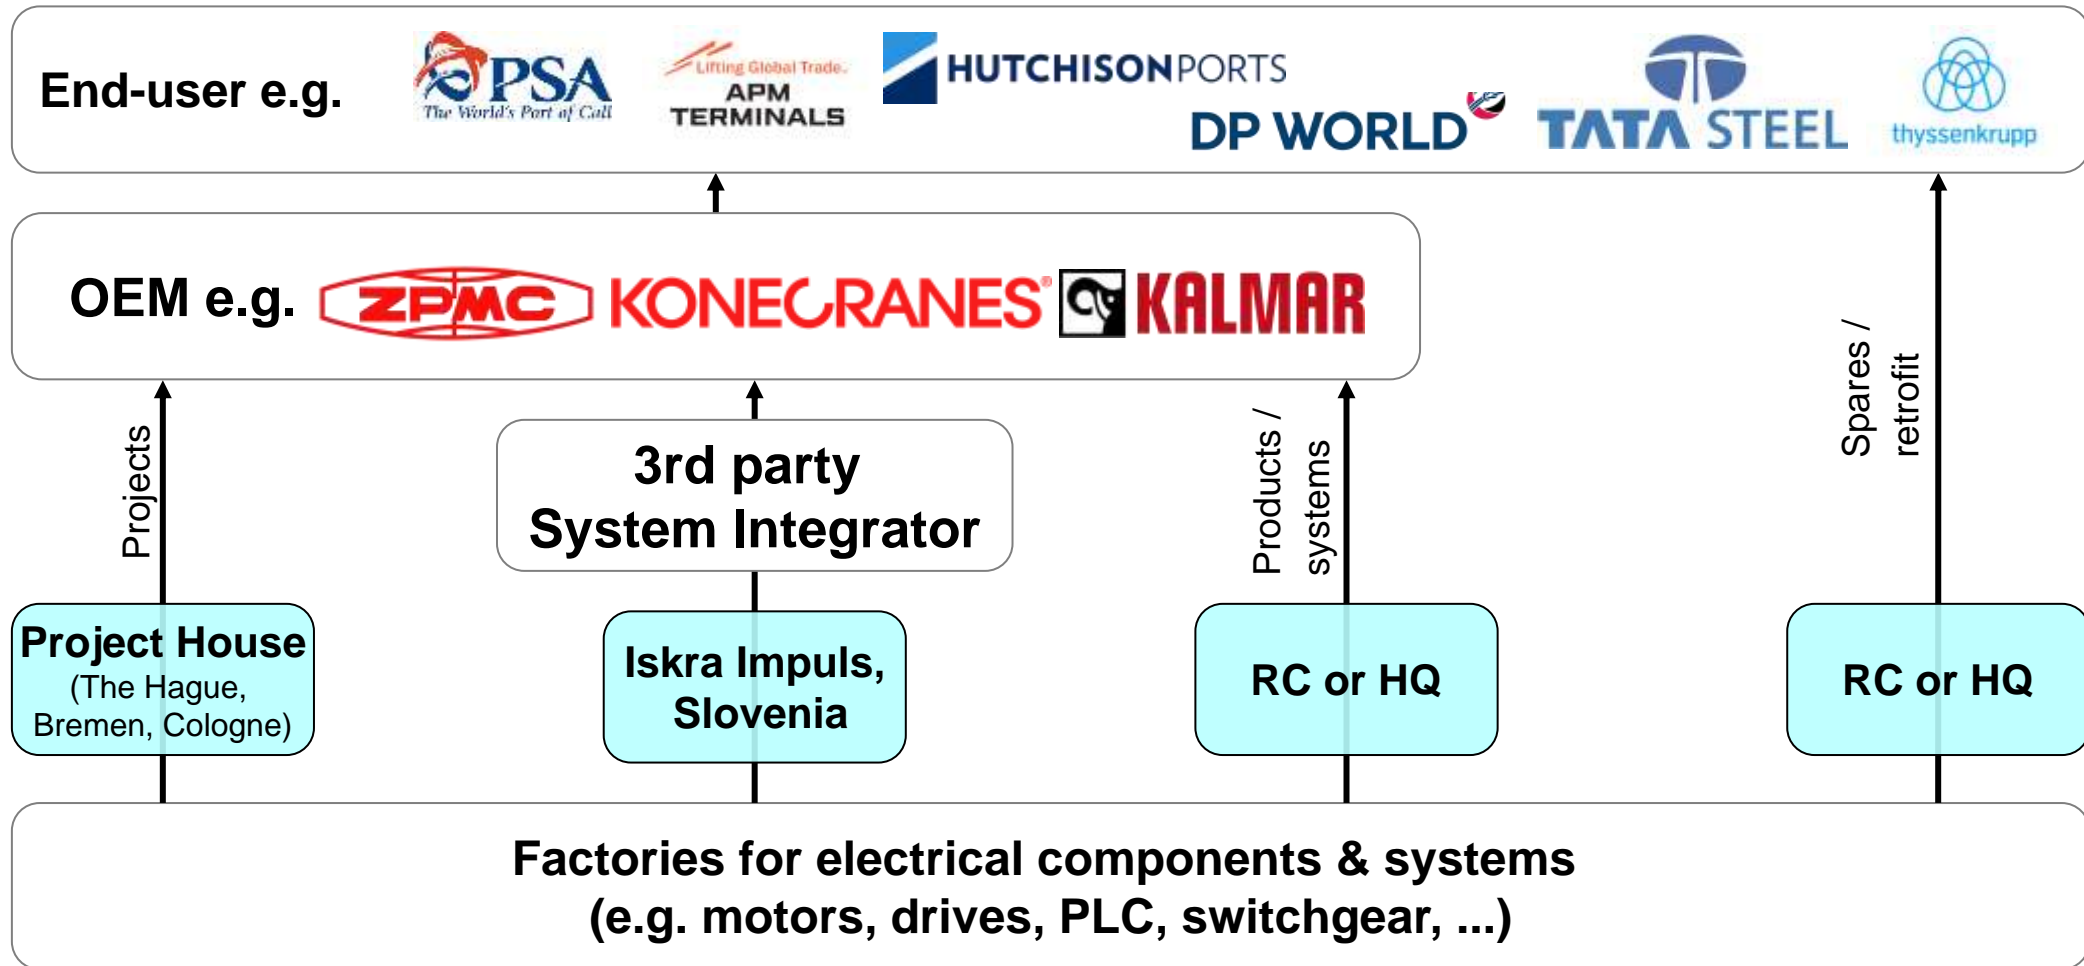 End-user e.g.
PSA
The World's Port of Call
Lifting Global Trade.
APM
TERMINALS
HUTCHISONPORTS
DP WORLD
TATA STEEL
thyssenkrupp
OEM e.g.
ZPMC
KONECRANES®
KALMAR
Projects
3rd party
System Integrator
Products /
systems
Spares /
retrofit
Project House
(The Hague,
Bremen, Cologne)
Iskra Impuls,
Slovenia
RC or HQ
RC or HQ
Factories for electrical components & systems
(e.g. motors, drives, PLC, switchgear, ...)